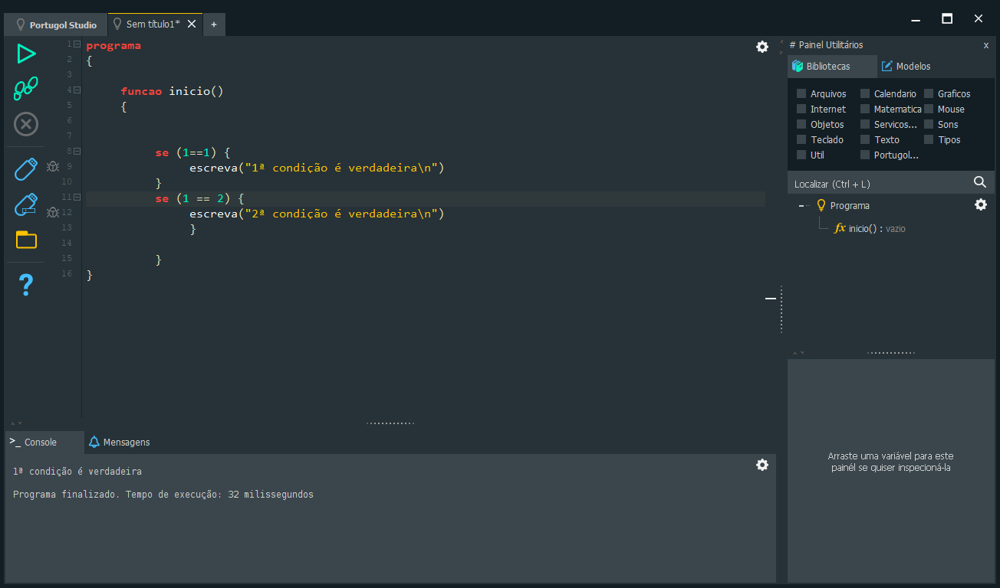 Portugol Studio
Sem título1*
+
1 programa
2 {
3
4 funcao inicio()
5 {
6
7
8 se (1==1) {
9 escreva("1ª condição é verdadeira\n")
10 }
11 se (1 == 2) {
12 escreva("2ª condição é verdadeira\n")
13 }
14
15 }
16 }
# Painel Utilitários x
Bibliotecas Modelos
Arquivos Calendario Graficos
Internet Matematica Mouse
Objetos Servicos... Sons
Teclado Texto Tipos
Util Portugol...
Localizar (Ctrl + L)
Programa
fx inicio() : vazio
Arraste uma variável para este
painél se quiser inspecioná-la
>_ Console Mensagens
1ª condição é verdadeira
Programa finalizado. Tempo de execução: 32 milissegundos
?